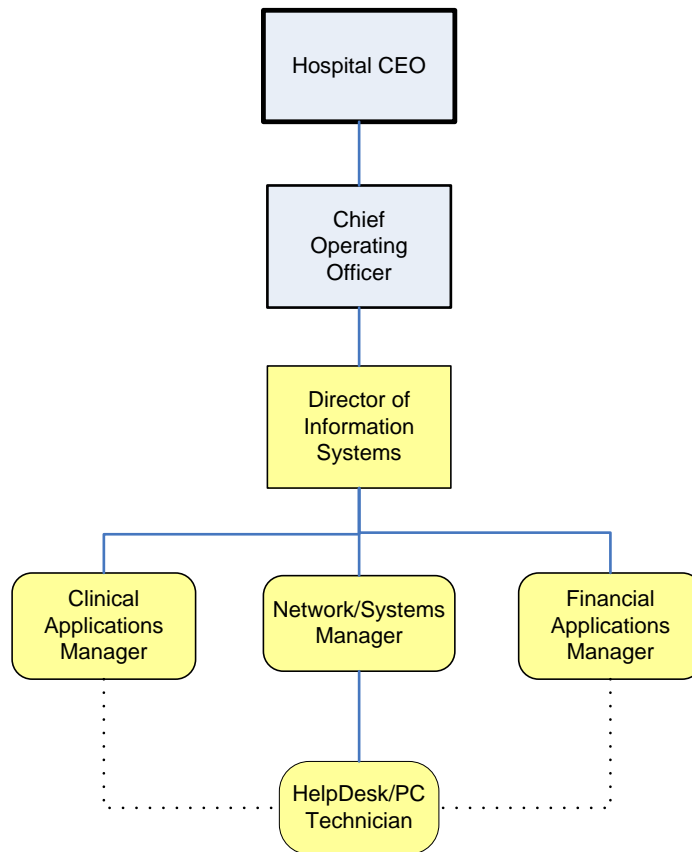 Hospital CEO
Chief
Operating
Officer
Director of
Information
Systems
Clinical
Applications
Manager
Network/Systems
Manager
Financial
Applications
Manager
HelpDesk/PC
Technician